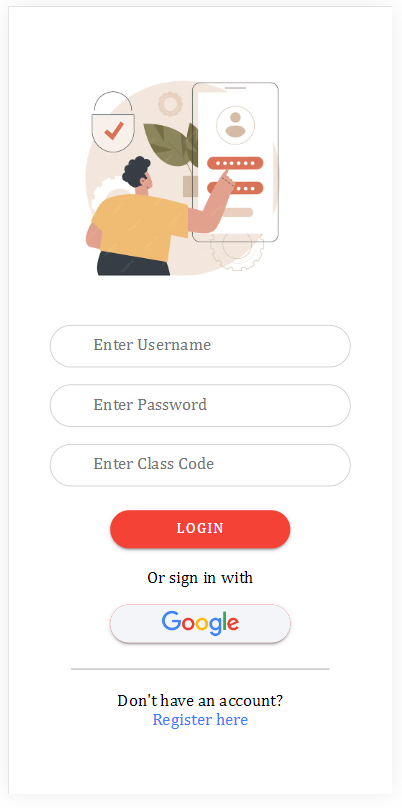 Enter Username
Enter Password
Enter Class Code
LOGIN
Or sign in with
Google
Don't have an account?
Register here